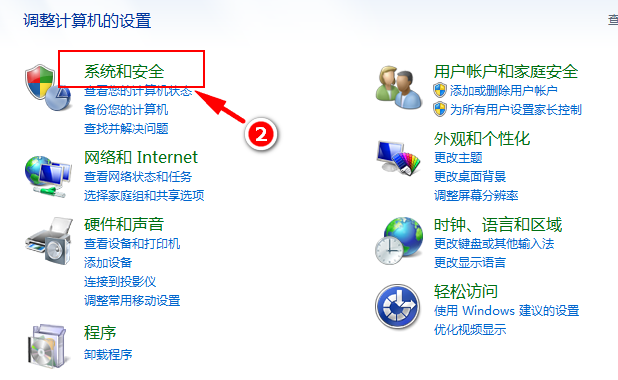 调整计算机的设置
查
系统和安全
查看您的计算机状态
备份您的计算机
查找并解决问题
2
网络和 Internet
查看网络状态和任务
选择家庭组和共享选项
硬件和声音
查看设备和打印机
添加设备
连接到投影仪
调整常用移动设置
程序
卸载程序
用户帐户和家庭安全
添加或删除用户帐户
为所有用户设置家长控制
外观和个性化
更改主题
更改桌面背景
调整屏幕分辨率
时钟、语言和区域
更改键盘或其他输入法
更改显示语言
轻松访问
使用 Windows 建议的设置
优化视频显示